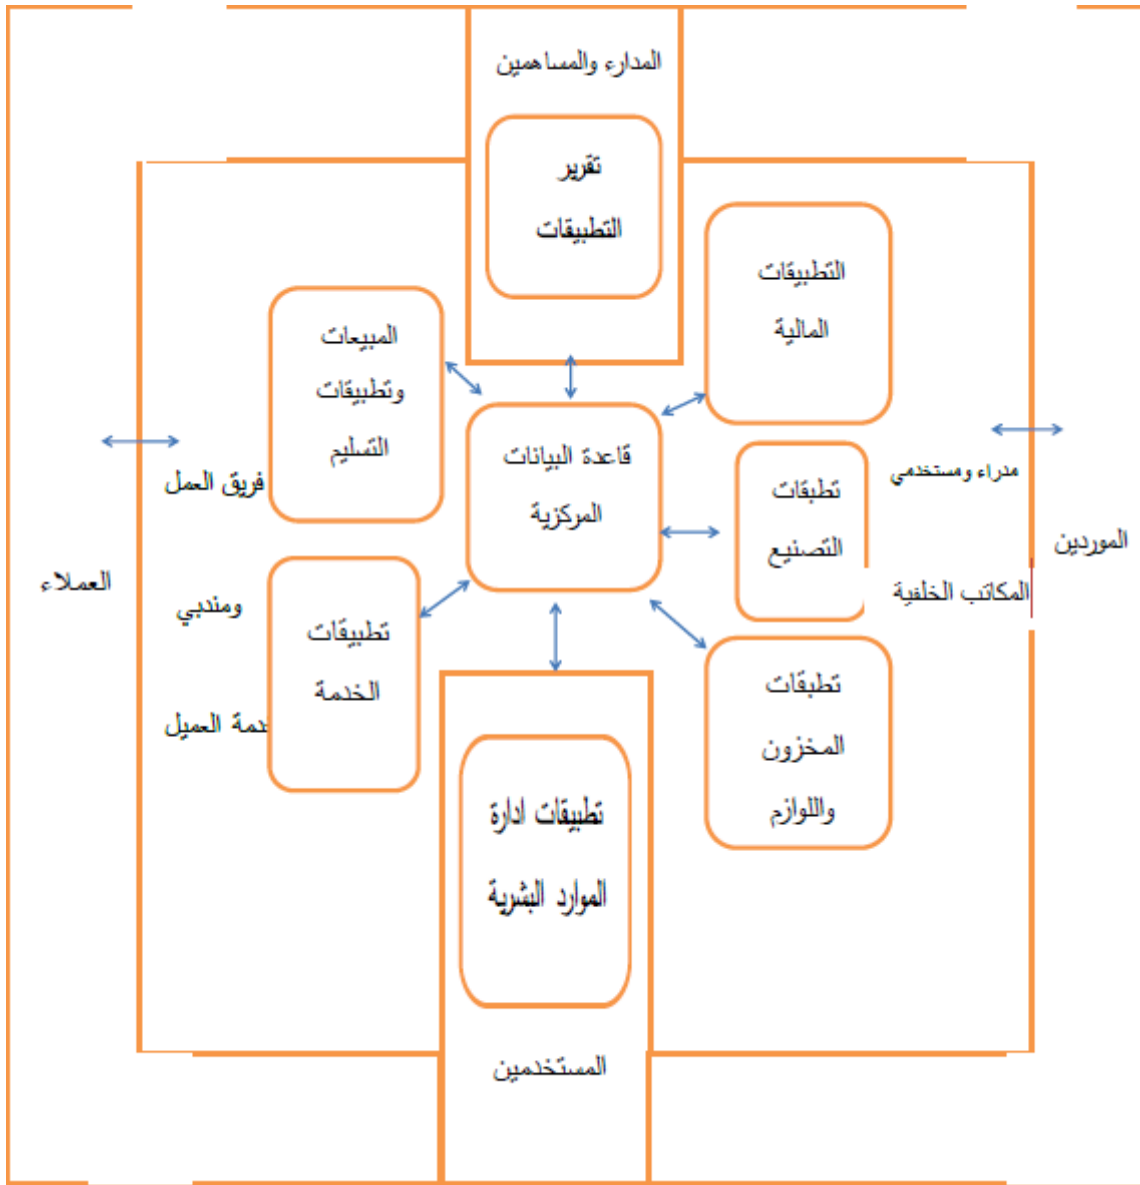 المدارء والمساهمين
تقرير
التطبيقات
التطبيقات
المالية
المبيعات
وتطبيقات
التسليم
قاعدة البيانات
المركزية
تطبقات
التصنيع
مدراء ومستخدمي
المكاتب الخلفية
الموردين
فريق العمل
ومندبي
دمة العميل
العملاء
تطبيقات
الخدمة
تطبقات
المخزون
واللوازم
تطبيقات ادارة
الموارد البشرية
المستخدمين